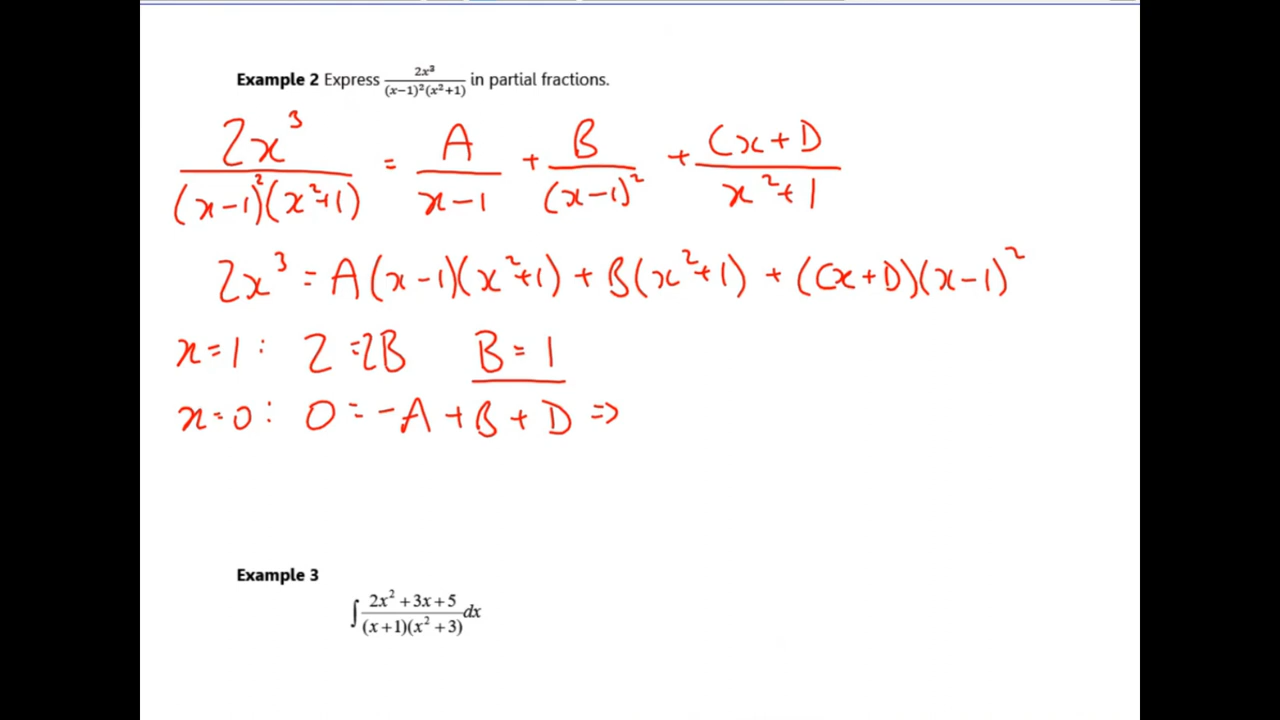 Example 2 Express 2x³/((x−1)²(x²+1)) in partial fractions.
2x³/((x−1)²(x²+1)) = A/(x−1) + B/(x−1)² + (Cx+D)/(x²+1)
2x³ = A(x−1)(x²+1) + B(x²+1) + (Cx+D)(x−1)²
x=1 : 2 = 2B B = 1
x=0 : 0 = −A + B + D ⇒
Example 3
∫ (2x²+3x+5)/((x+1)(x²+3)) dx